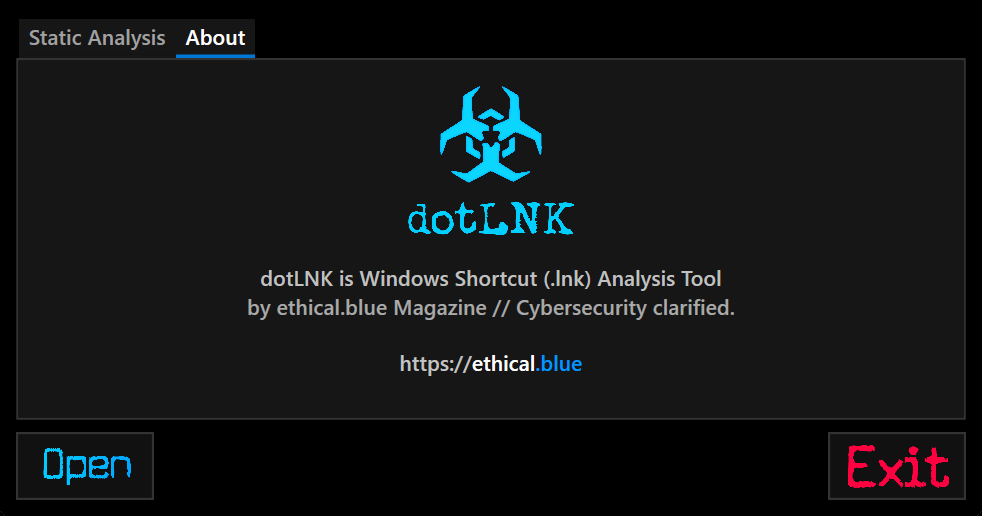 Static Analysis About
dotLNK
dotLNK is Windows Shortcut (.lnk) Analysis Tool
by ethical.blue Magazine // Cybersecurity clarified.
https://ethical.blue
Open Exit